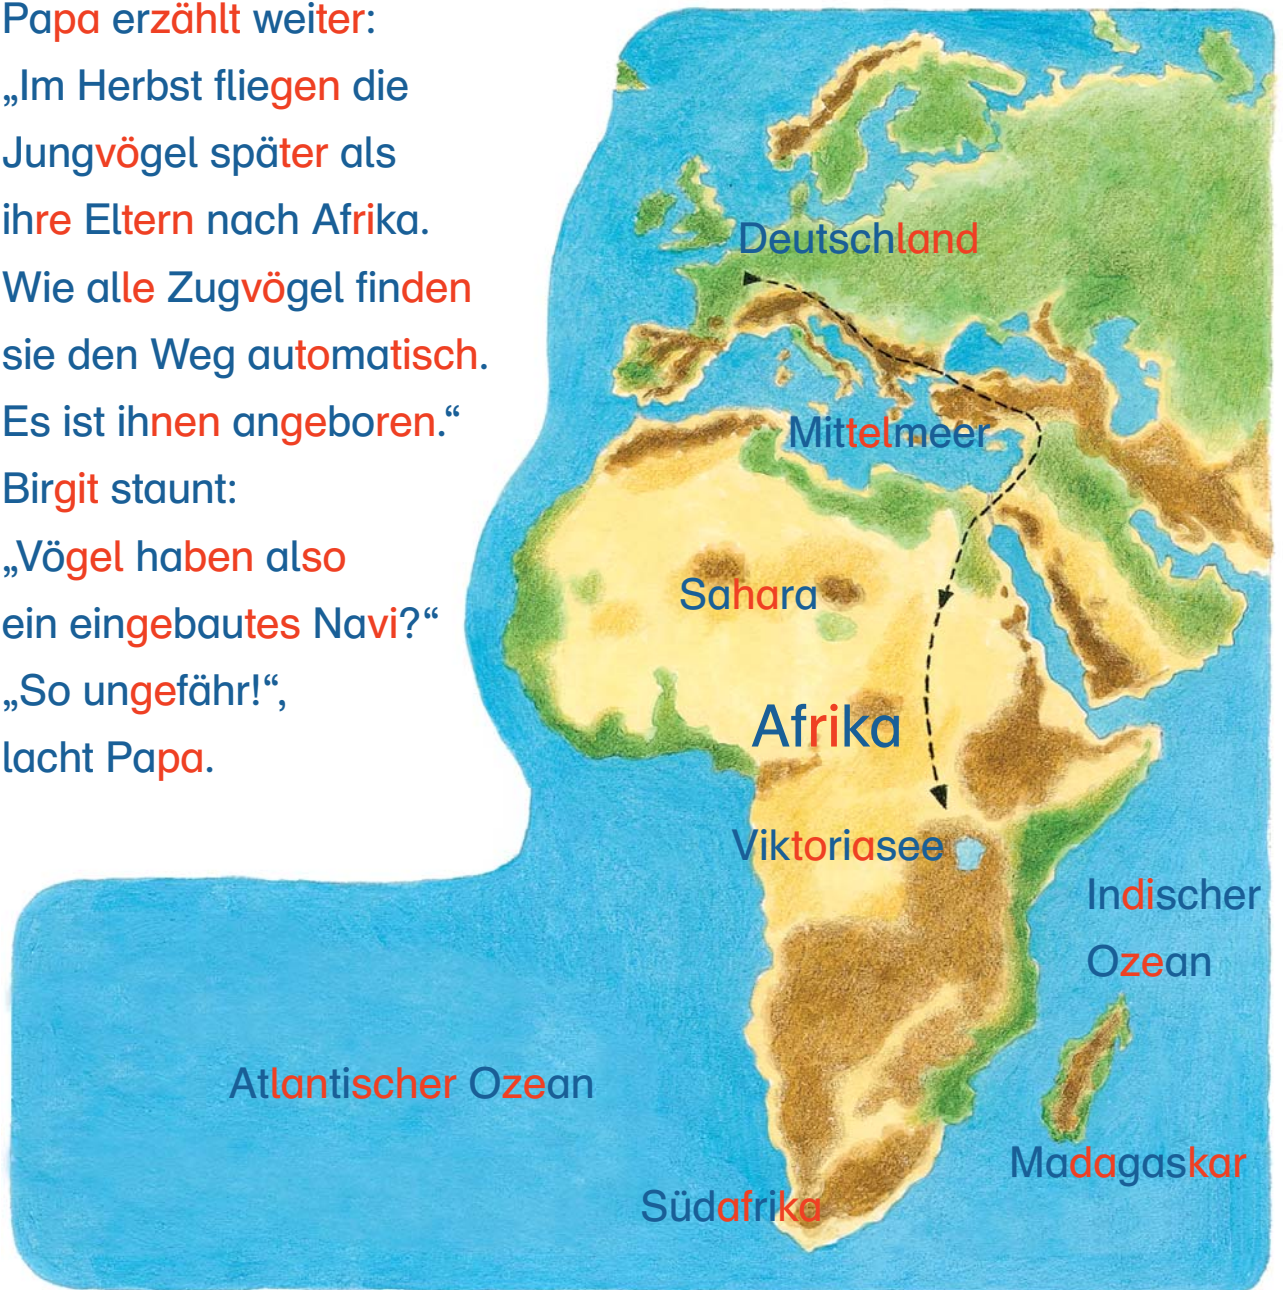 Papa erzählt weiter:
„Im Herbst fliegen die
Jungvögel später als
ihre Eltern nach Afrika.
Wie alle Zugvögel finden
sie den Weg automatisch.
Es ist ihnen angeboren.“
Birgit staunt:
„Vögel haben also
ein eingebautes Navi?“
„So ungefähr!“,
lacht Papa.
Deutschland
Mittelmeer
Sahara
Afrika
Viktoriasee
Indischer
Ozean
Atlantischer Ozean
Madagaskar
Südafrika